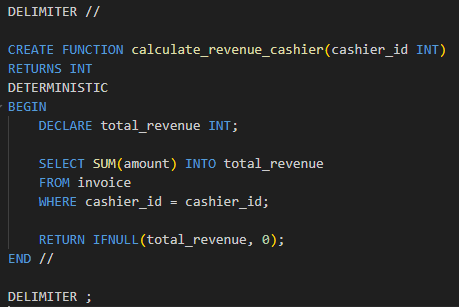 DELIMITER //
CREATE FUNCTION calculate_revenue_cashier(cashier_id INT)
RETURNS INT
DETERMINISTIC
BEGIN
DECLARE total_revenue INT;
SELECT SUM(amount) INTO total_revenue
FROM invoice
WHERE cashier_id = cashier_id;
RETURN IFNULL(total_revenue, 0);
END //
DELIMITER ;